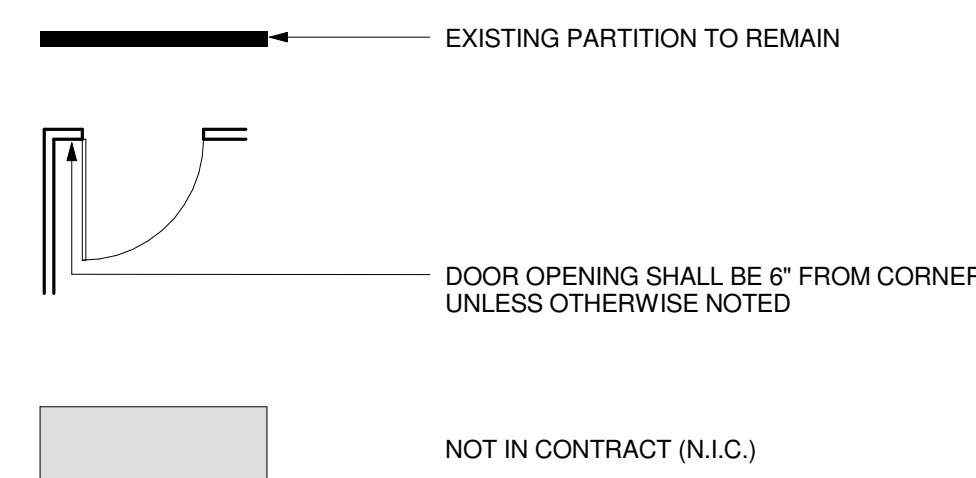 EXISTING PARTITION TO REMAIN
DOOR OPENING SHALL BE 6" FROM CORNER
UNLESS OTHERWISE NOTED
NOT IN CONTRACT (N.I.C.)